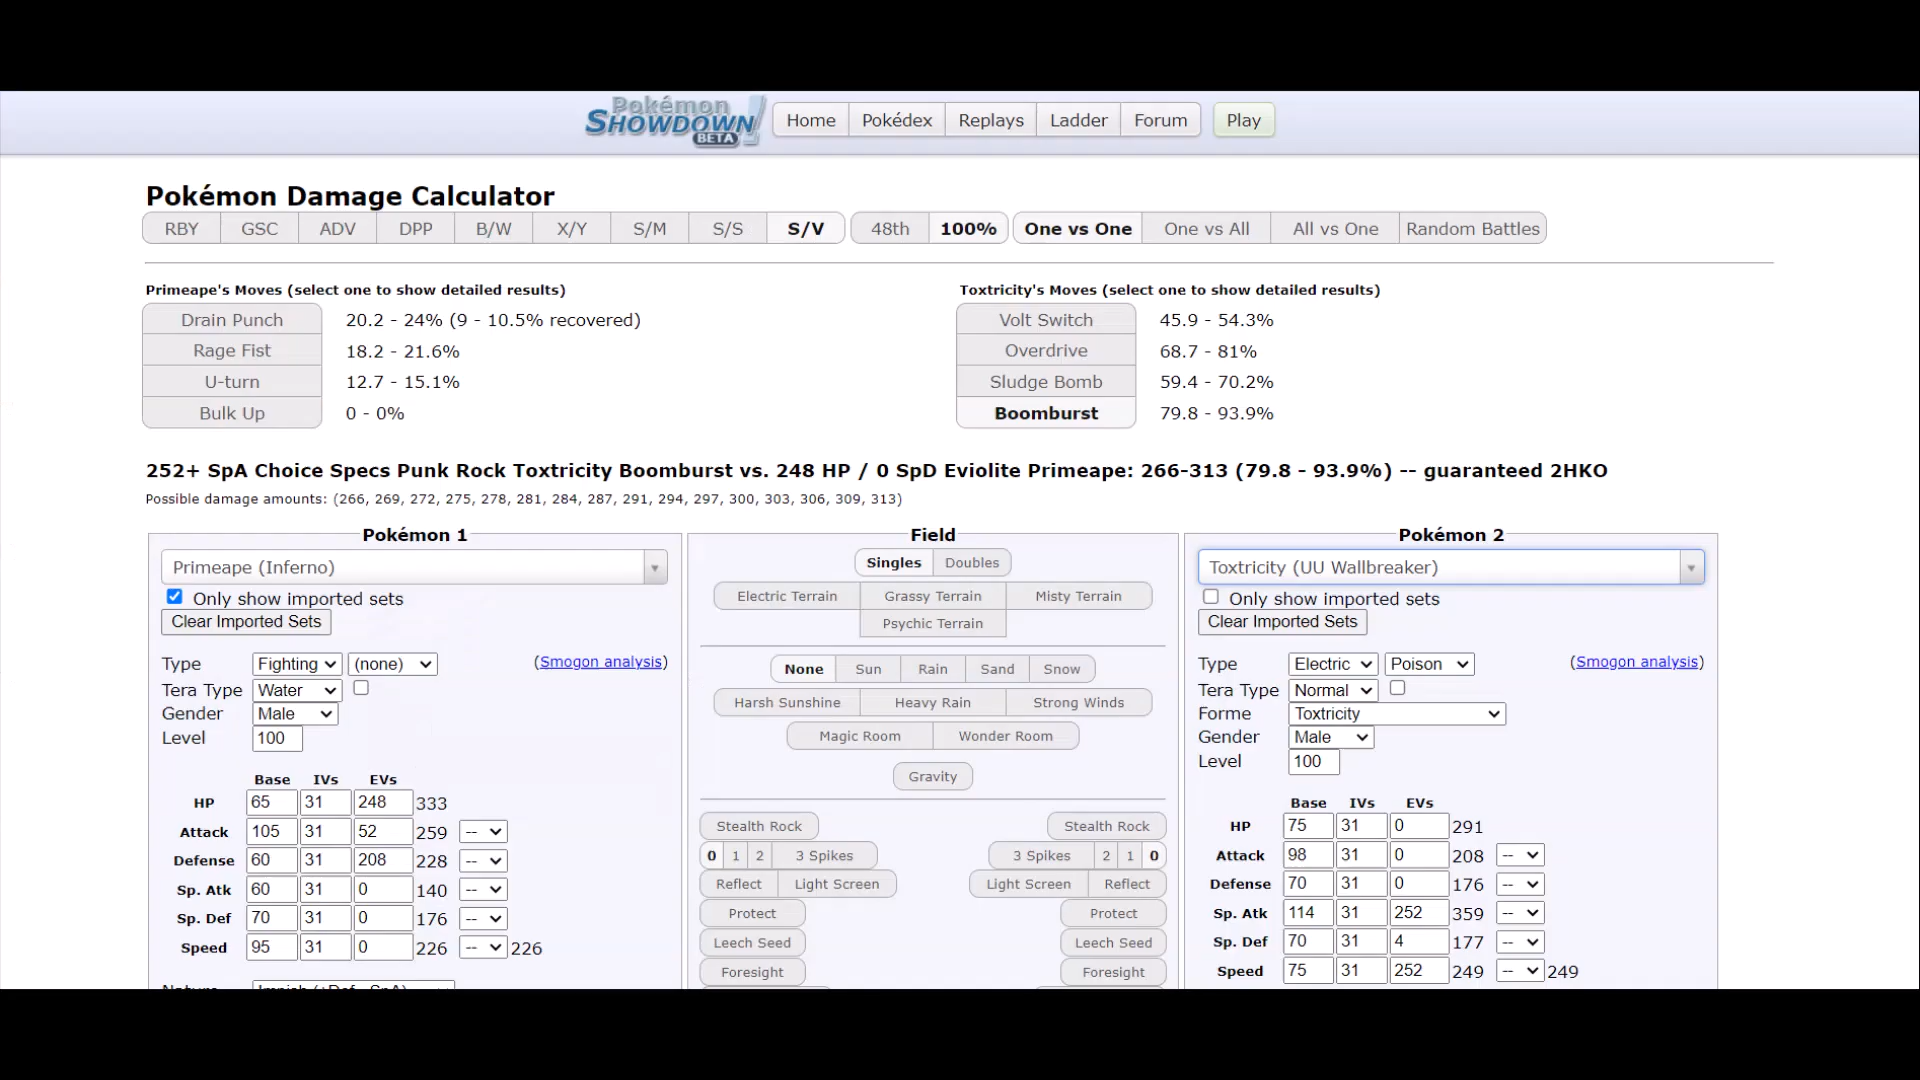 Pokémon
SHOWDOWN!
BETA
Home Pokédex Replays Ladder Forum Play
Pokémon Damage Calculator
RBY GSC ADV DPP B/W X/Y S/M S/S S/V 48th 100% One vs One One vs All All vs One Random Battles
Primeape's Moves (select one to show detailed results)
Drain Punch 20.2 - 24% (9 - 10.5% recovered)
Rage Fist 18.2 - 21.6%
U-turn 12.7 - 15.1%
Bulk Up 0 - 0%
Toxtricity's Moves (select one to show detailed results)
Volt Switch 45.9 - 54.3%
Overdrive 68.7 - 81%
Sludge Bomb 59.4 - 70.2%
Boomburst 79.8 - 93.9%
252+ SpA Choice Specs Punk Rock Toxtricity Boomburst vs. 248 HP / 0 SpD Eviolite Primeape: 266-313 (79.8 - 93.9%) -- guaranteed 2HKO
Possible damage amounts: (266, 269, 272, 275, 278, 281, 284, 287, 291, 294, 297, 300, 303, 306, 309, 313)
Pokémon 1
Primeape (Inferno)
Only show imported sets
Clear Imported Sets
Type Fighting (none) (Smogon analysis)
Tera Type Water
Gender Male
Level 100
Base IVs EVs
HP 65 31 248 333
Attack 105 31 52 259 --
Defense 60 31 208 228 --
Sp. Atk 60 31 0 140 --
Sp. Def 70 31 0 176 --
Speed 95 31 0 226 -- 226
Nature Impish (+Def, -SpA)
Field
Singles Doubles
Electric Terrain Grassy Terrain Misty Terrain
Psychic Terrain
None Sun Rain Sand Snow
Harsh Sunshine Heavy Rain Strong Winds
Magic Room Wonder Room
Gravity
Stealth Rock Stealth Rock
0 1 2 3 Spikes 3 Spikes 2 1 0
Reflect Light Screen Light Screen Reflect
Protect Protect
Leech Seed Leech Seed
Foresight Foresight
Pokémon 2
Toxtricity (UU Wallbreaker)
Only show imported sets
Clear Imported Sets
Type Electric Poison (Smogon analysis)
Tera Type Normal
Forme Toxtricity
Gender Male
Level 100
Base IVs EVs
HP 75 31 0 291
Attack 98 31 0 208 --
Defense 70 31 0 176 --
Sp. Atk 114 31 252 359 --
Sp. Def 70 31 4 177 --
Speed 75 31 252 249 -- 249